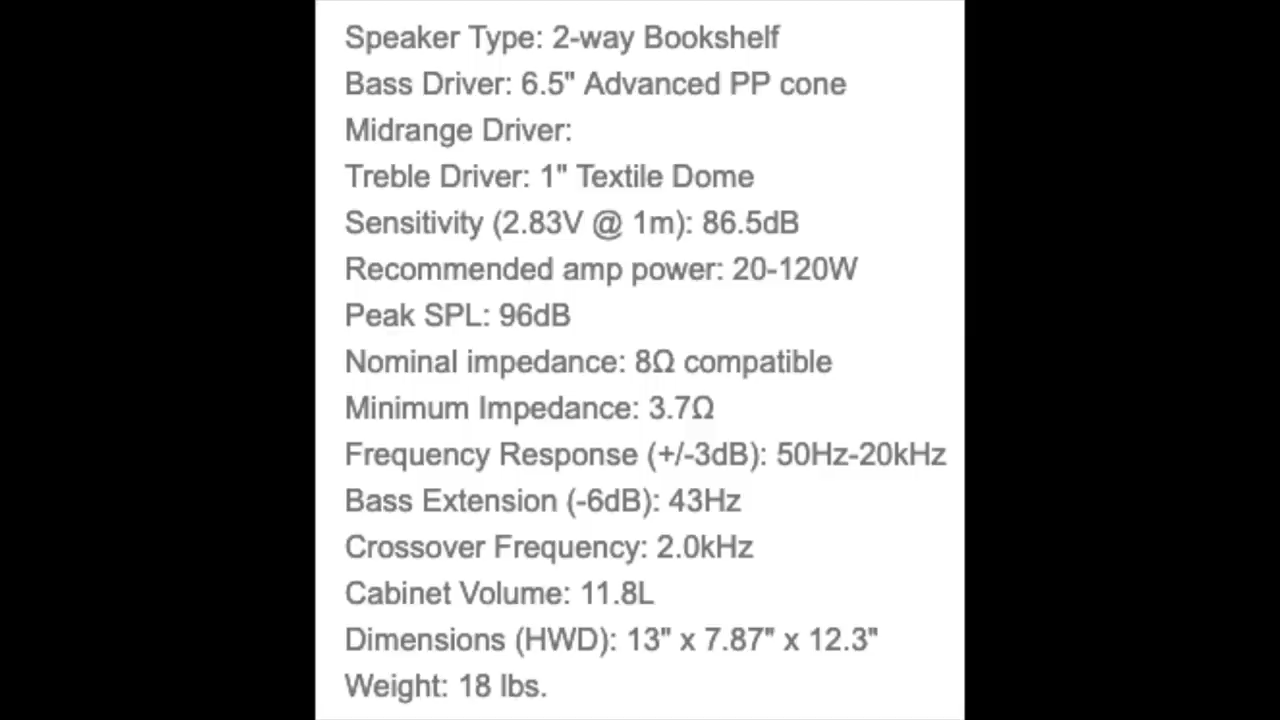 Speaker Type: 2-way Bookshelf
Bass Driver: 6.5" Advanced PP cone
Midrange Driver:
Treble Driver: 1" Textile Dome
Sensitivity (2.83V @ 1m): 86.5dB
Recommended amp power: 20-120W
Peak SPL: 96dB
Nominal impedance: 8Ω compatible
Minimum Impedance: 3.7Ω
Frequency Response (+/-3dB): 50Hz-20kHz
Bass Extension (-6dB): 43Hz
Crossover Frequency: 2.0kHz
Cabinet Volume: 11.8L
Dimensions (HWD): 13" x 7.87" x 12.3"
Weight: 18 lbs.